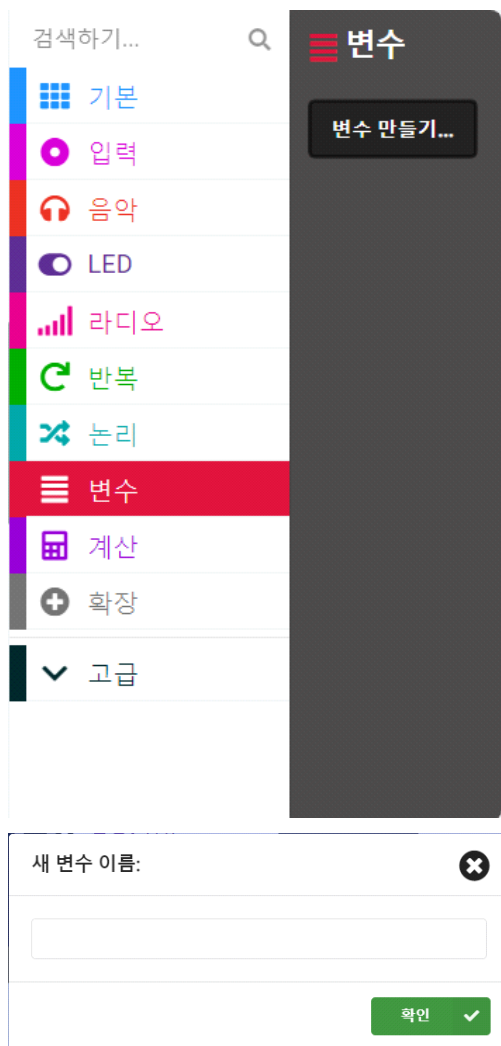 검색하기...
기본
입력
음악
LED
라디오
반복
논리
변수
계산
확장
고급
변수
변수 만들기...
새 변수 이름:
확인